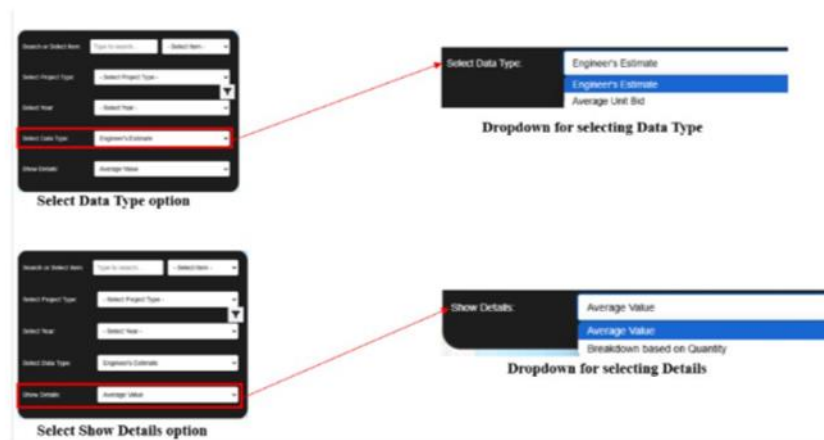 Search or Select Item: Type to search... - Select Item -
Select Project Type: - Select Project Type -
Select Year: - Select Year -
Select Data Type: Engineer's Estimate
Show Details: Average Value
Select Data Type option
Select Data Type: Engineer's Estimate
Engineer's Estimate
Average Unit Bid
Dropdown for selecting Data Type
Search or Select Item: Type to search... - Select Item -
Select Project Type: - Select Project Type -
Select Year: - Select Year -
Select Data Type: Engineer's Estimate
Show Details: Average Value
Select Show Details option
Show Details: Average Value
Average Value
Breakdown based on Quantity
Dropdown for selecting Details